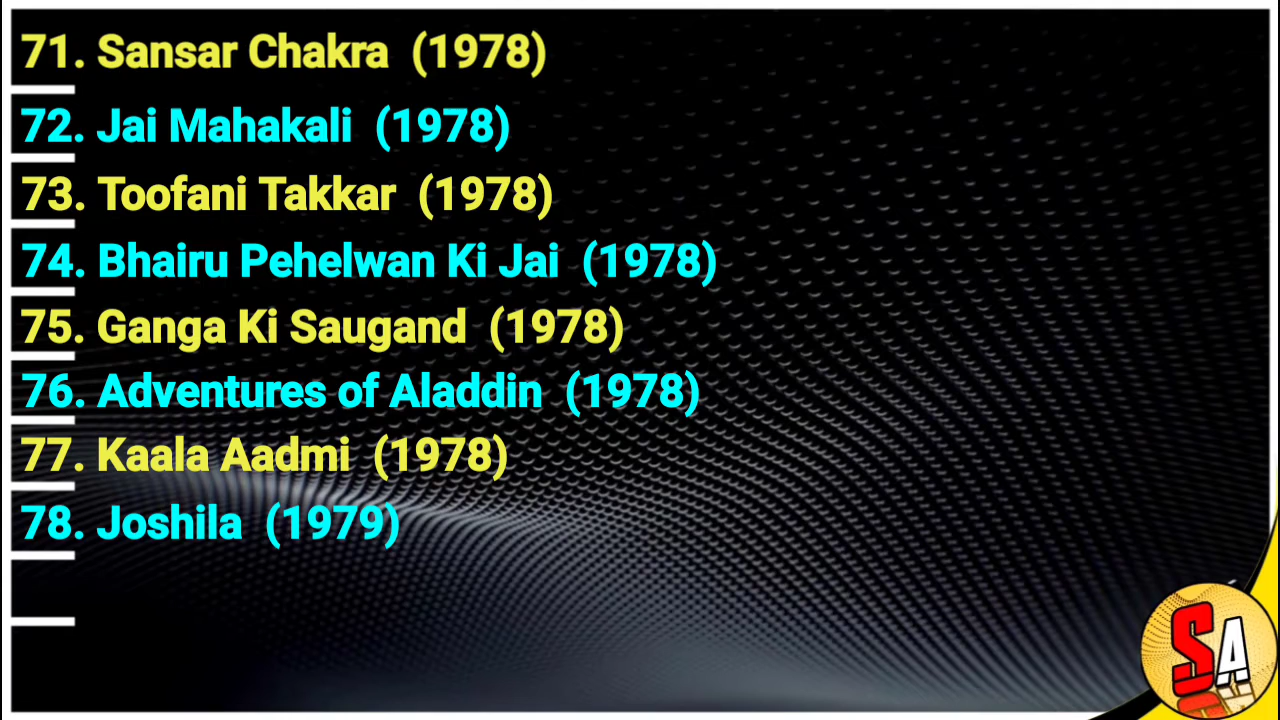 71. Sansar Chakra (1978)
72. Jai Mahakali (1978)
73. Toofani Takkar (1978)
74. Bhairu Pehelwan Ki Jai (1978)
75. Ganga Ki Saugand (1978)
76. Adventures of Aladdin (1978)
77. Kaala Aadmi (1978)
78. Joshila (1979)
SA